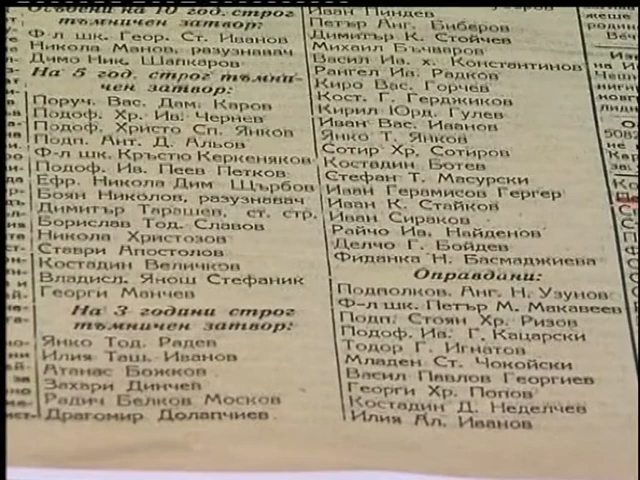 Осъдени на 10 год. строг
тъмничен затвор:
Ф-л шк. Геор. Ст. Иванов
Никола Манов, разузнавач
Димо Ник. Шапкаров
На 5 год. строг тъмни-
чен затвор:
Поруч. Вас. Дам. Каров
Подоф. Хр. Ив. Чернев
Подоф. Христо Сп. Янков
Подп. Ант. Д. Альов
Ф-л шк. Кръстю Керкеняков
Подоф. Ив. Пеев Петков
Ефр. Никола Дим Щърбов
Боян Николов, разузнавач
Димитър Тарашев, ст. стр.
Борислав Тод. Славов
Никола Христозов
Ставри Апостолов
Костадин Величков
Владисл. Янош Стефаник
Георги Манчев
На 3 години строг
тъмничен затвор:
Янко Тод. Радев
Илия Таш. Иванов
Атанас Божков
Захари Динчев
Радич Белков Москов
Драгомир Долапчиев
Иван Пиндев
Петър Анг. Биберов
Димитър К. Стойчев
Михаил Бъчваров
Васил Ив. х. Константинов
Рангел Ив. Радков
Киро Вас. Горчев
Кост. Г. Герджиков
Кирил Юрд. Гулев
Иван Вас. Иванов
Янко Т. Янков
Сотир Хр. Сотиров
Костадин Ботев
Стефан Т. Масурски
Иван Герамисов Гергер
Иван К. Стайков
Иван Сираков
Райчо Ив. Найденов
Делчо Г. Бойдев
Фиданка Н. Басмаджиева
Оправдани:
Подполков. Анг. Н. Узунов
Ф-л шк. Петър М. Макавеев
Подп. Стоян Хр. Ризов
Подоф. Ив. Г. Кацарски
Тодор Г. Игнатов
Младен Ст. Чокойски
Васил Павлов Георгиев
Георги Хр. Попов
Костадин Д. Неделчев
Илия Ал. Иванов